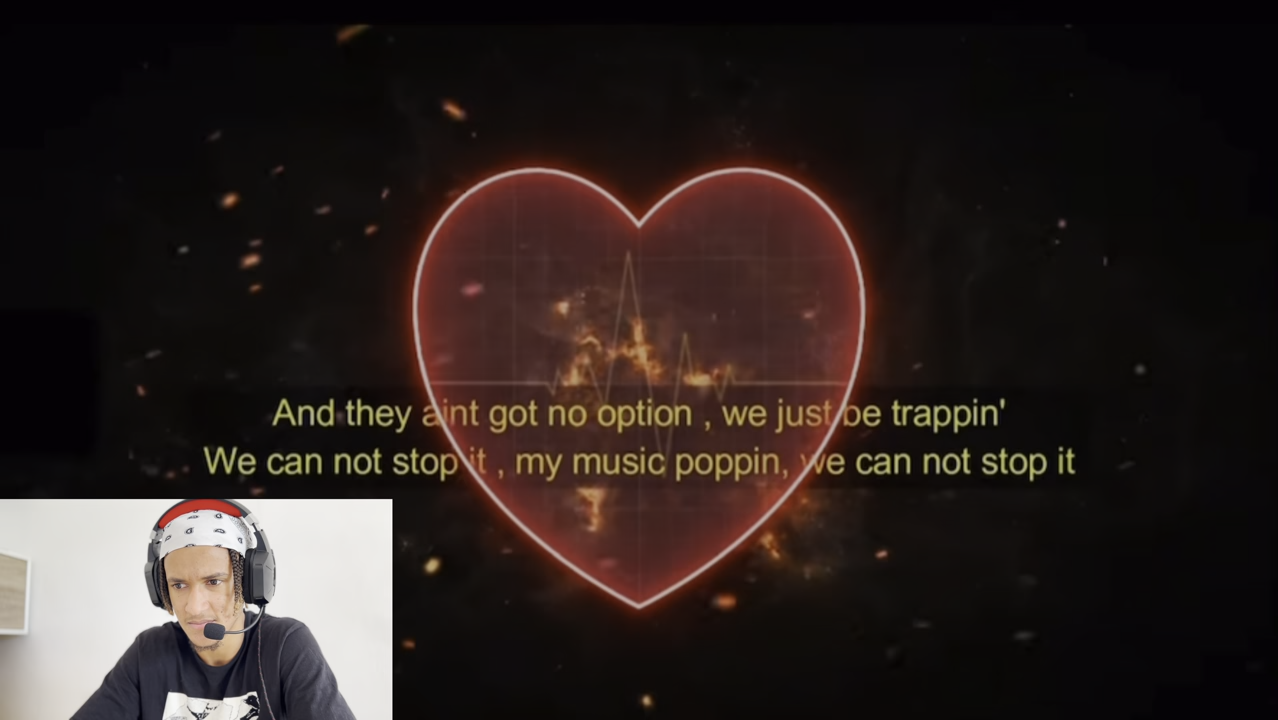 And they aint got no option , we just be trappin'
We can not stop it , my music poppin, we can not stop it